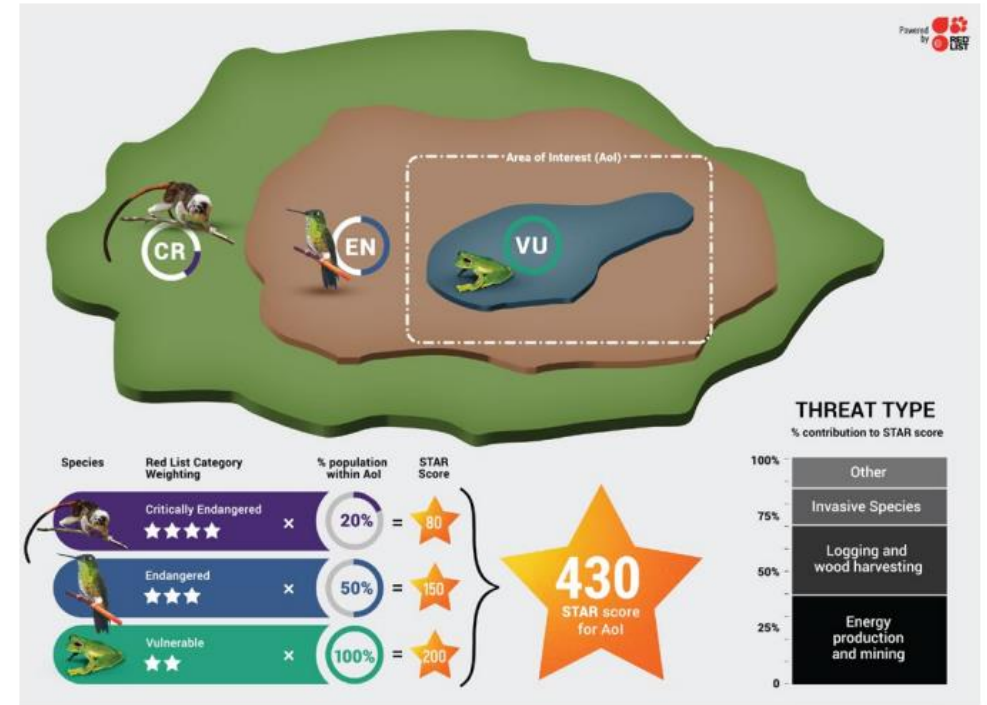 Powered
by
RED
LIST
Area of Interest (AoI)
CR
EN
VU
THREAT TYPE
% contribution to STAR score
Species
Red List Category
Weighting
% population
within AoI
STAR
Score
Critically Endangered
×
20%
=
80
Endangered
×
50%
=
150
Vulnerable
×
100%
=
200
430
STAR score
for AoI
100%
75%
50%
25%
0
Other
Invasive Species
Logging and
wood harvesting
Energy
production
and mining